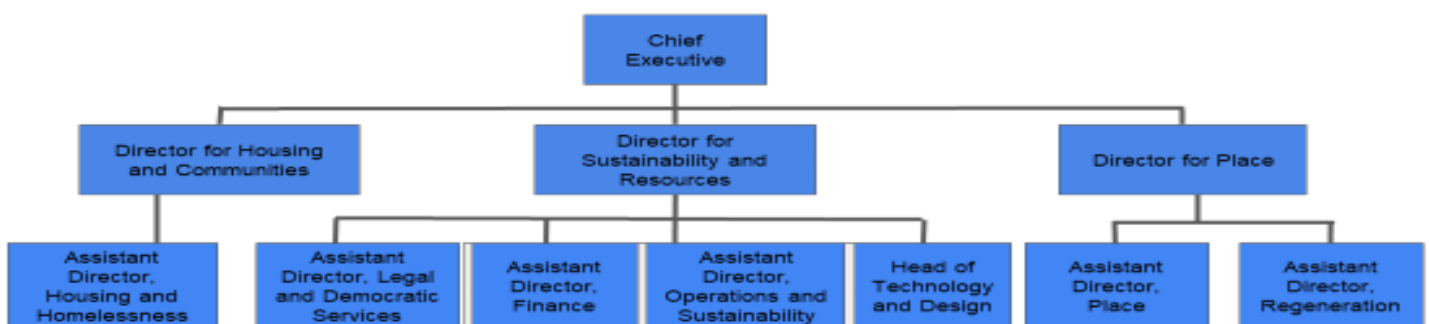 Chief
Executive
Director for Housing
and Communities
Director for
Sustainability and
Resources
Director for Place
Assistant
Director,
Housing and
Homelessness
Assistant
Director, Legal
and Democratic
Services
Assistant
Director,
Finance
Assistant
Director,
Operations and
Sustainability
Head of
Technology
and Design
Assistant
Director,
Place
Assistant
Director,
Regeneration